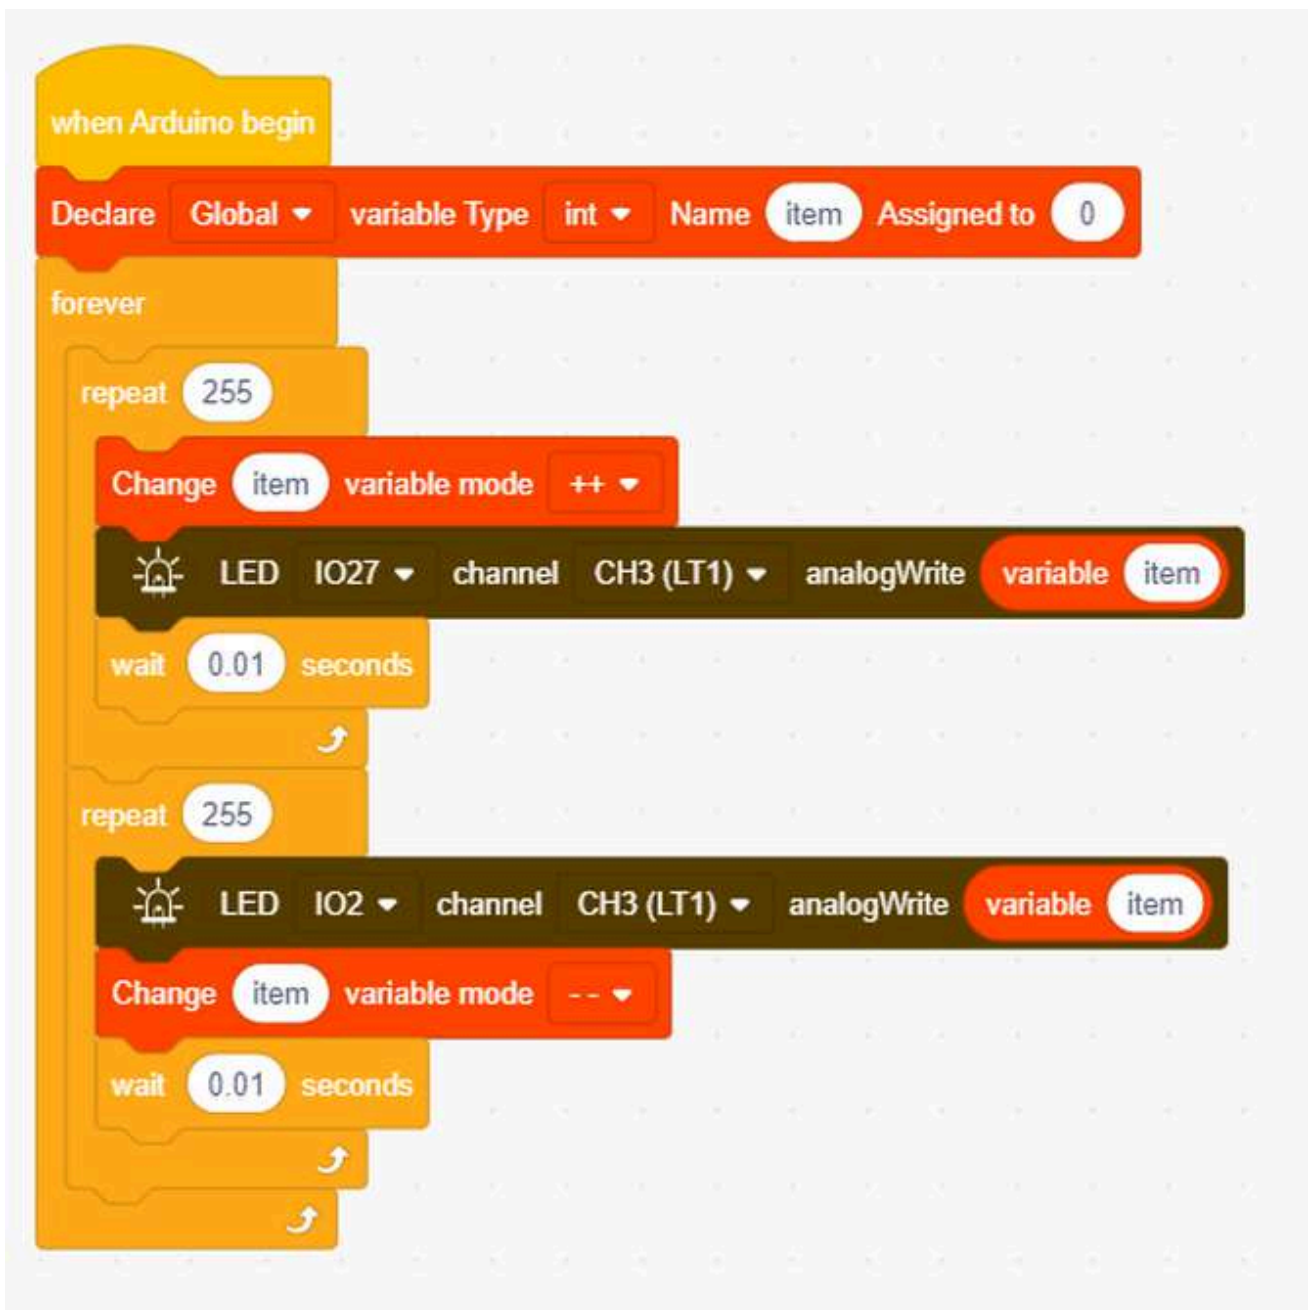 when Arduino begin
Declare Global variable Type int Name item Assigned to 0
forever
repeat 255
Change item variable mode ++
LED IO27 channel CH3 (LT1) analogWrite variable item
wait 0.01 seconds
repeat 255
LED IO2 channel CH3 (LT1) analogWrite variable item
Change item variable mode --
wait 0.01 seconds